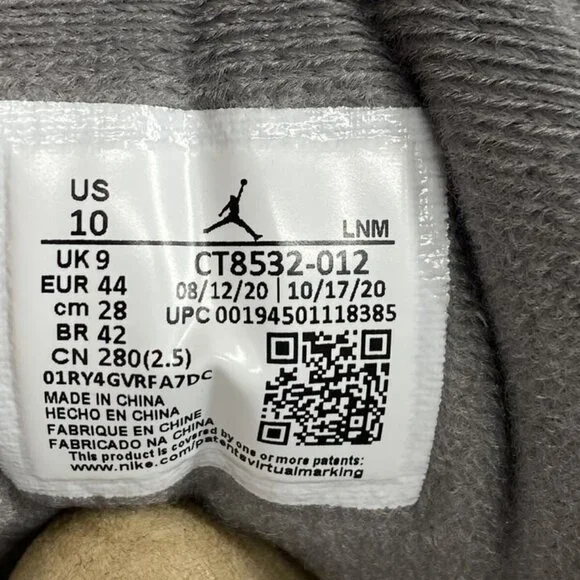 US
10
LNM
UK 9
EUR 44
cm 28
BR 42
CN 280(2.5)
CT8532-012
08/12/20 | 10/17/20
UPC 00194501118385
01RY4GVRFA7DC
MADE IN CHINA
HECHO EN CHINA
FABRIQUE EN CHINE
FABRICADO NA CHINA
This product is covered by one or more patents:
www.nike.com/patentsvirtualmarking